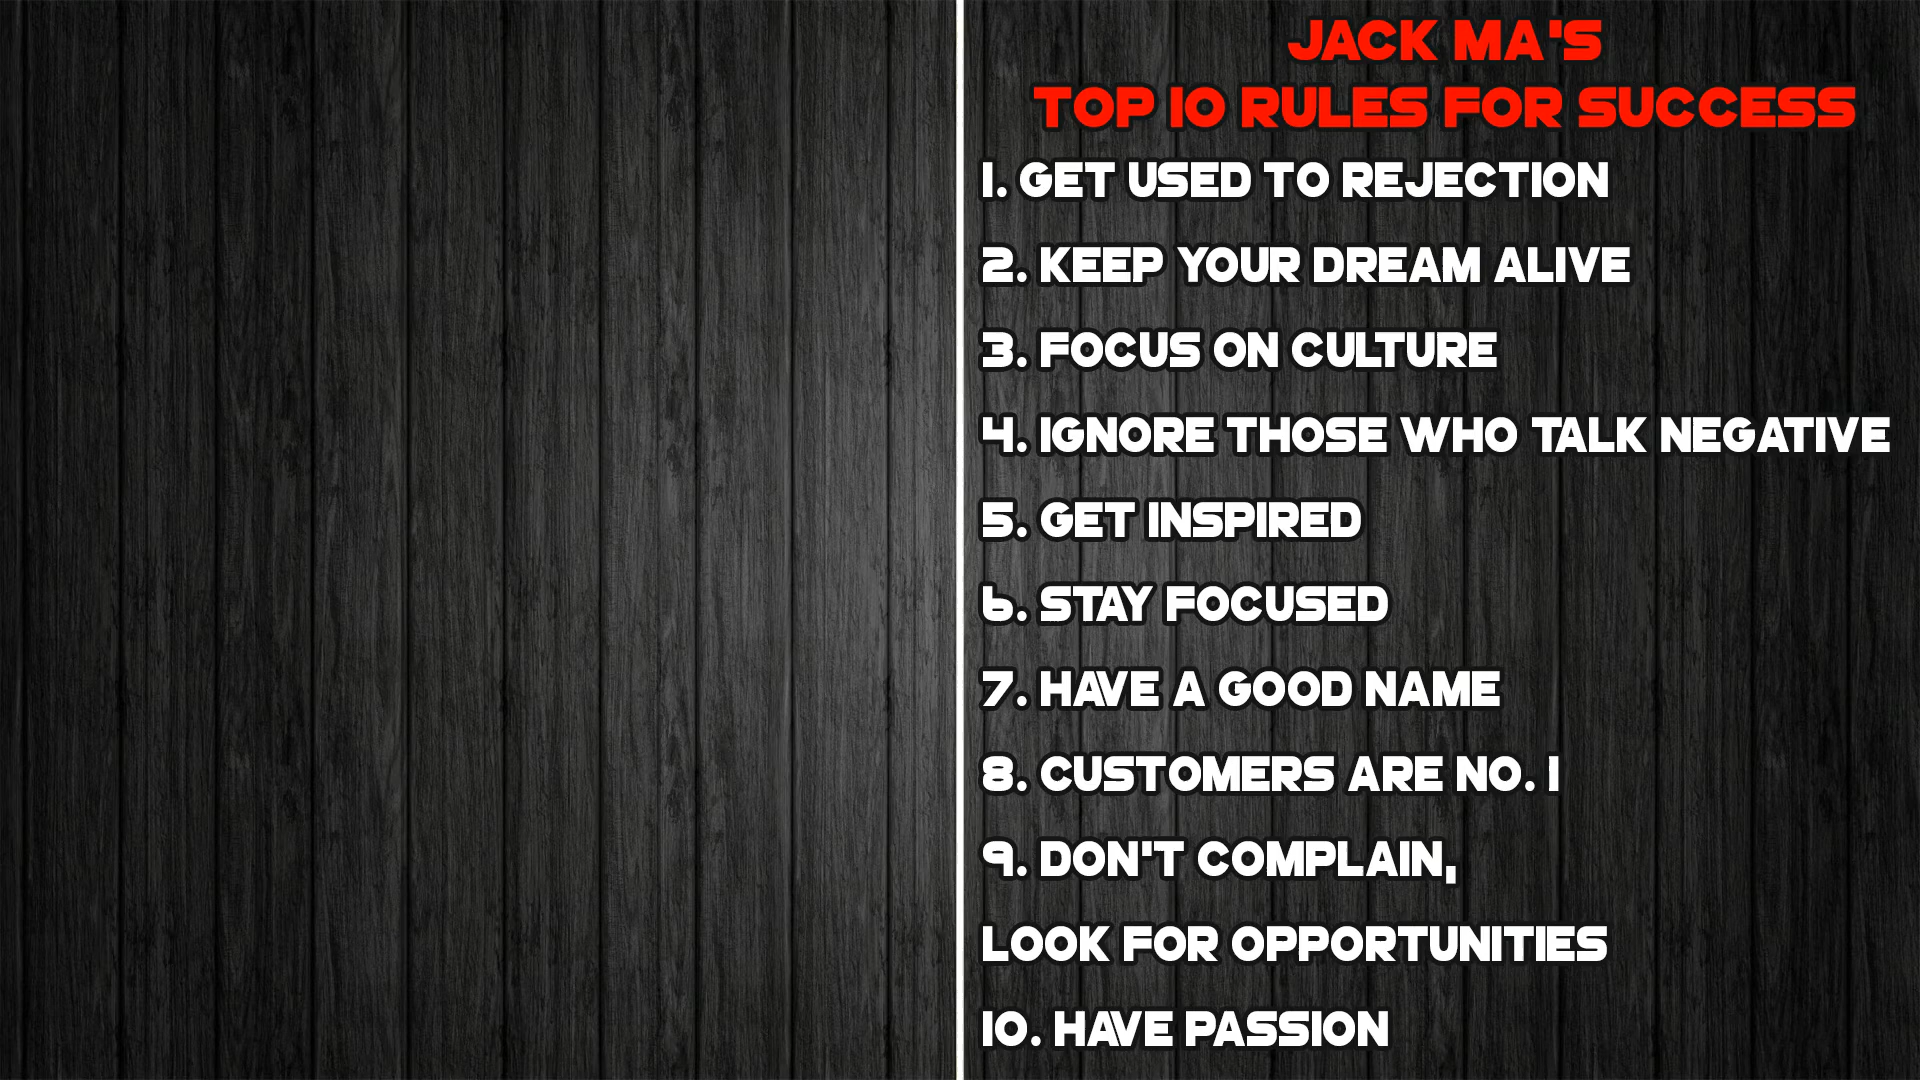 JACK MA'S
TOP 10 RULES FOR SUCCESS
1. GET USED TO REJECTION
2. KEEP YOUR DREAM ALIVE
3. FOCUS ON CULTURE
4. IGNORE THOSE WHO TALK NEGATIVE
5. GET INSPIRED
6. STAY FOCUSED
7. HAVE A GOOD NAME
8. CUSTOMERS ARE NO. 1
9. DON'T COMPLAIN,
LOOK FOR OPPORTUNITIES
10. HAVE PASSION